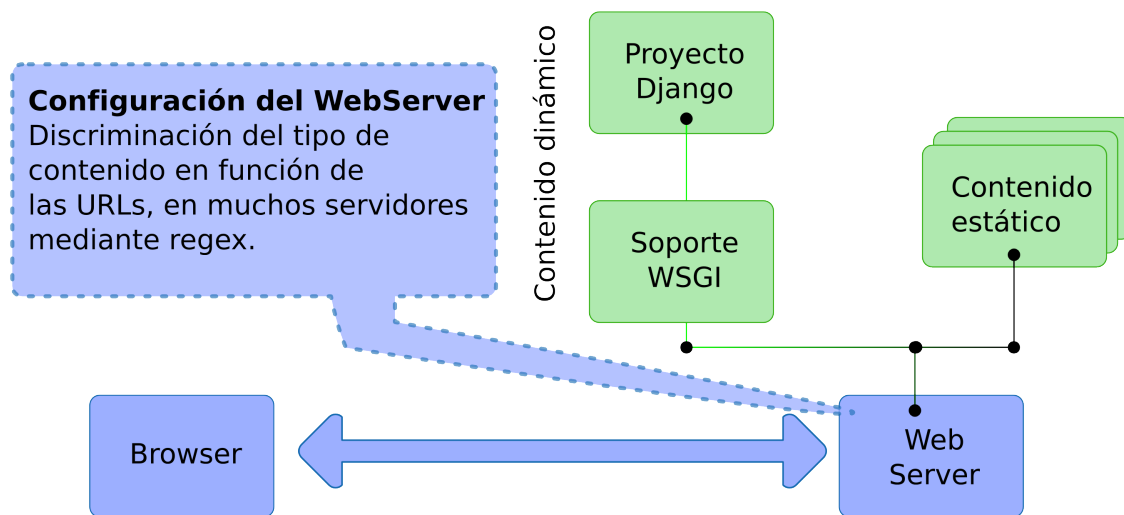 Configuración del WebServer
Discriminación del tipo de
contenido en función de
las URLs, en muchos servidores
mediante regex.
Contenido dinámico
Proyecto
Django
Soporte
WSGI
Contenido
estático
Browser
Web
Server